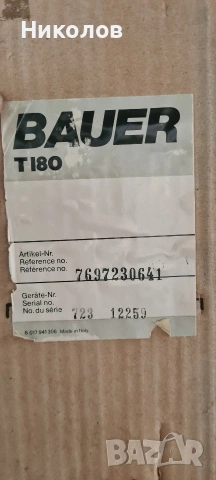 Николов
BAUER
T180
Artikel-Nr.
Reference no.
Référence no.
7697230641
Geräte-Nr.
Serial no.
No. du série
723 12259
Made in Italy
BAZAR